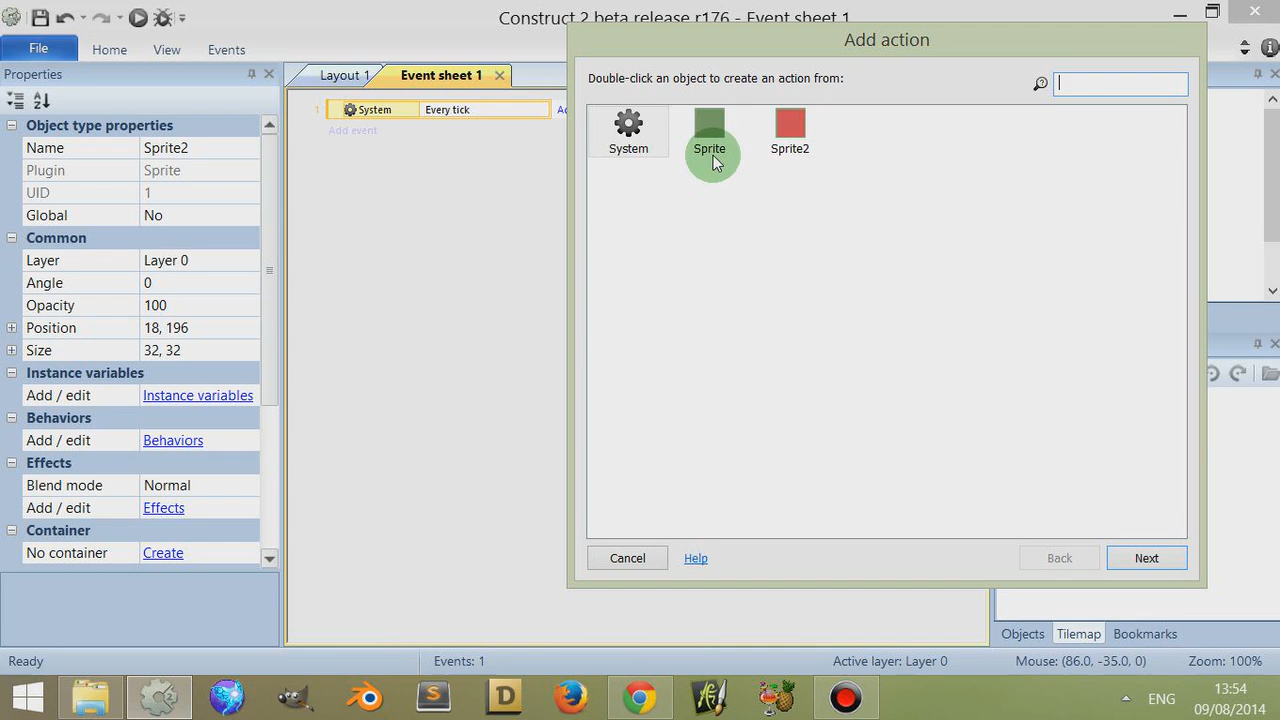 Construct 2 beta release r176 - Event sheet 1
File
Home
View
Events
Properties
Layout 1
Event sheet 1
Object type properties
Name
Sprite2
Plugin
Sprite
UID
1
Global
No
Common
Layer
Layer 0
Angle
0
Opacity
100
Position
18, 196
Size
32, 32
Instance variables
Add / edit
Instance variables
Behaviors
Add / edit
Behaviors
Effects
Blend mode
Normal
Add / edit
Effects
Container
No container
Create
1
System
Every tick
Add event
Add action
Double-click an object to create an action from:
System
Sprite
Sprite2
Cancel
Help
Back
Next
Objects
Tilemap
Bookmarks
Ready
Events: 1
Active layer: Layer 0
Mouse: (86.0, -35.0, 0)
Zoom: 100%
ENG
13:54
09/08/2014